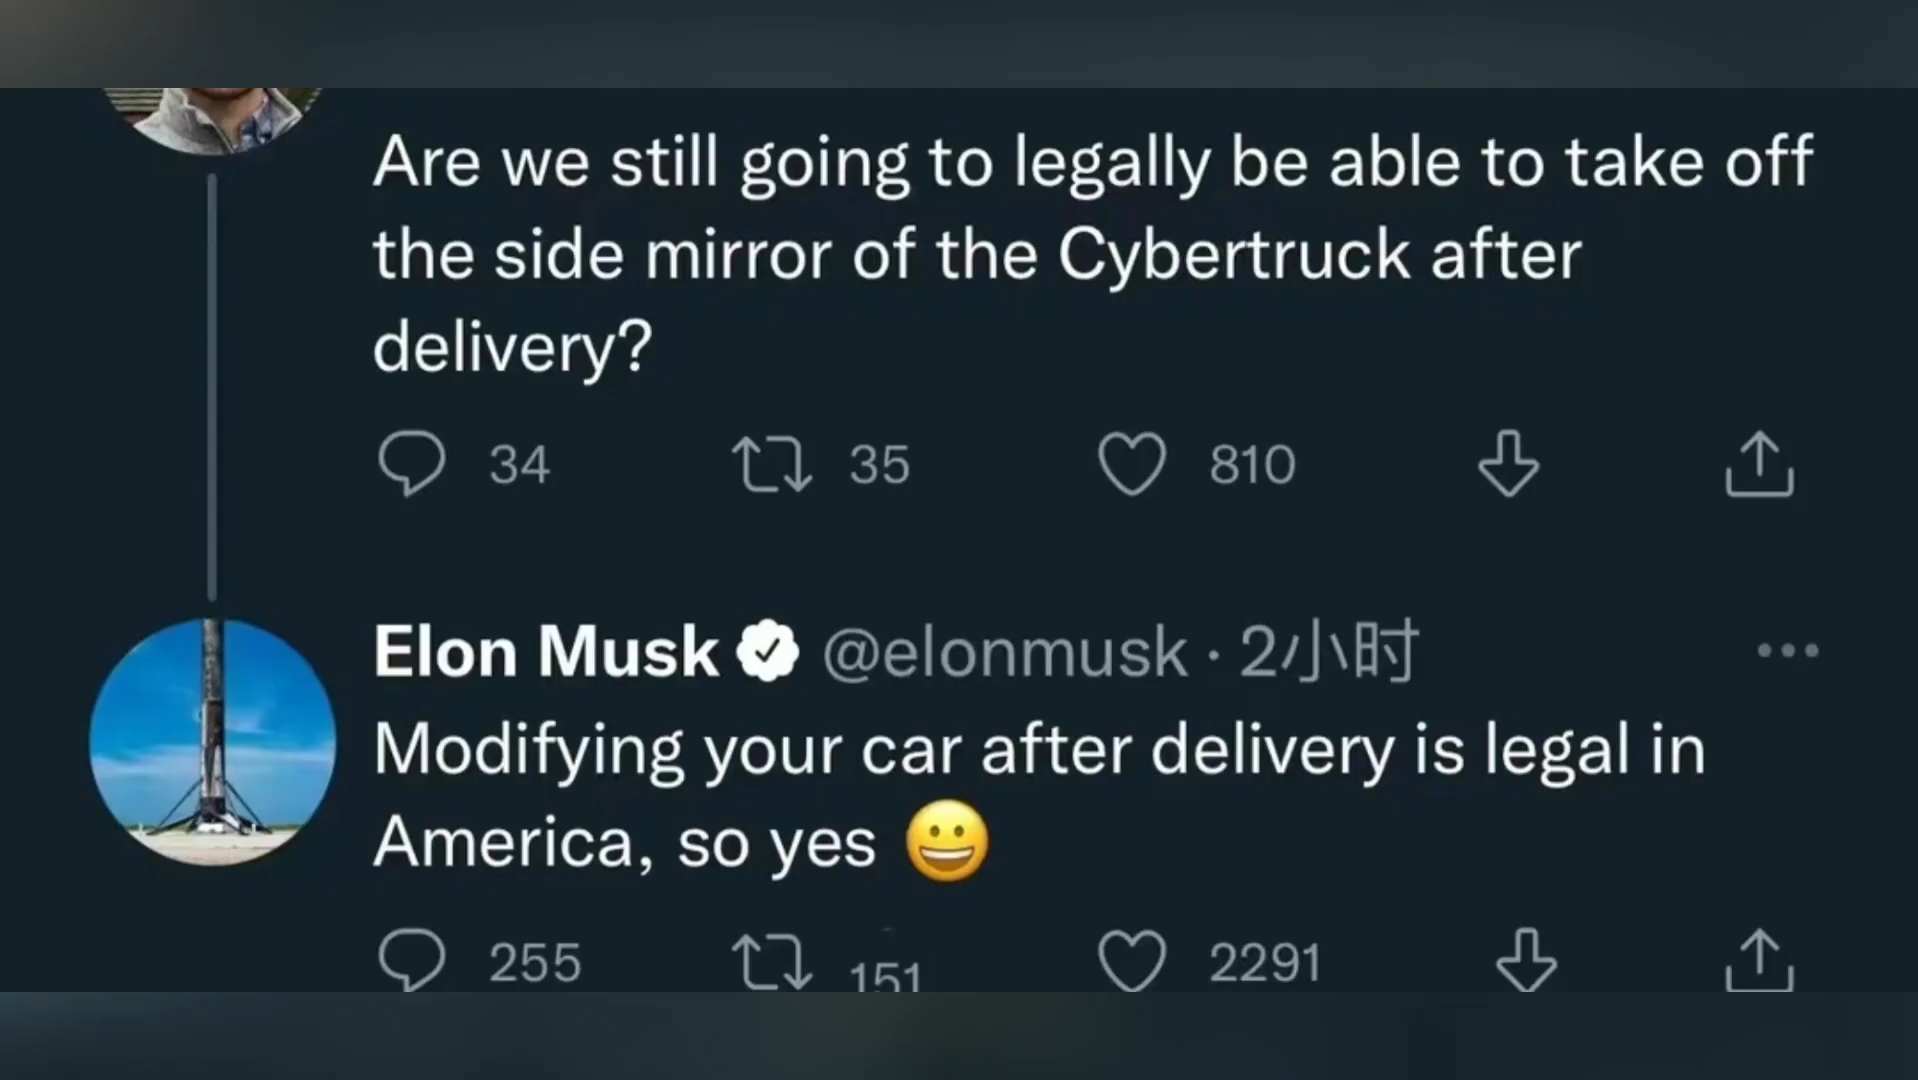 Are we still going to legally be able to take off
the side mirror of the Cybertruck after
delivery?
34 35 810
Elon Musk @elonmusk · 2小时
Modifying your car after delivery is legal in
America, so yes 😀
255 151 2291